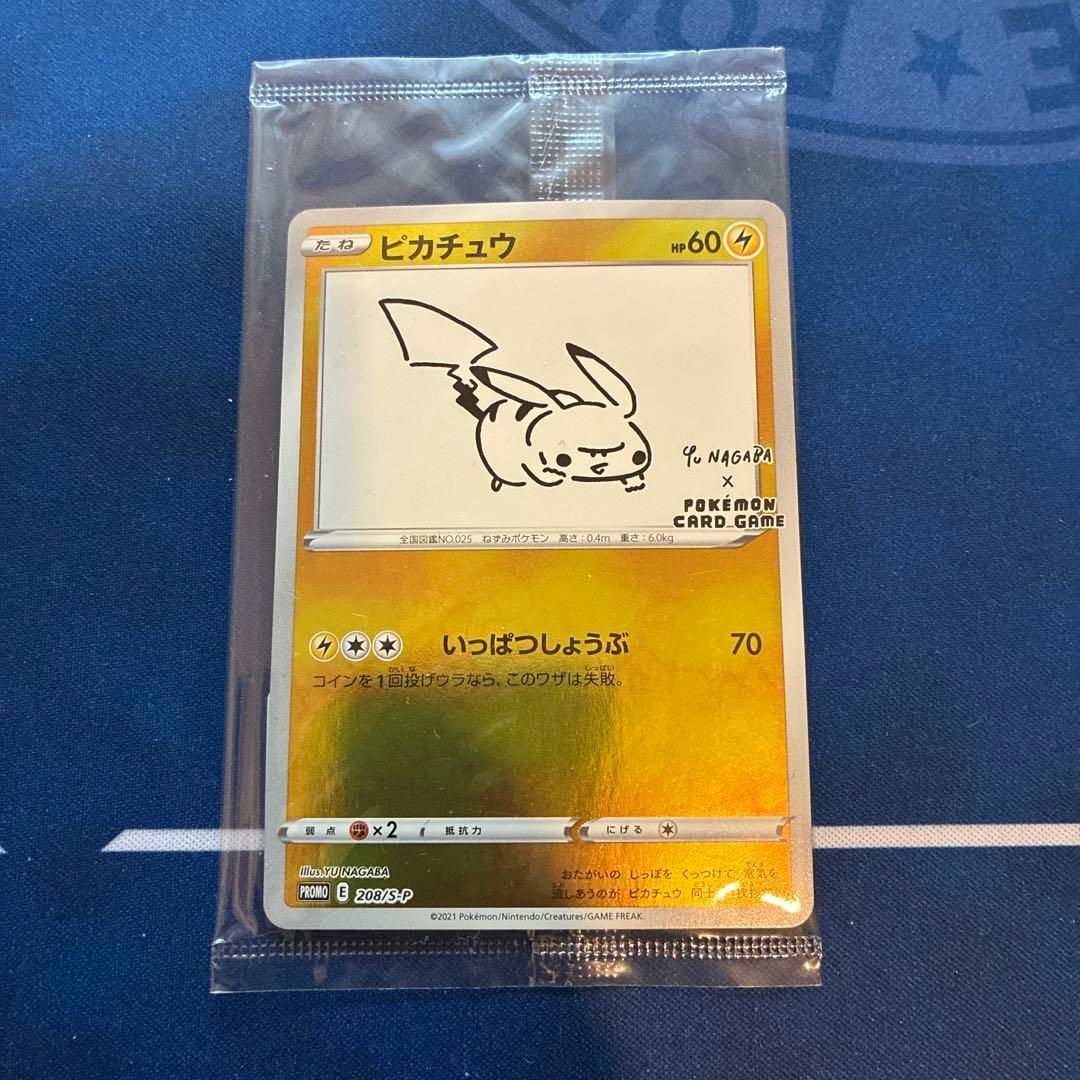 E ★ FO
たね ピカチュウ HP60
YU NAGABA
×
POKÉMON
CARD GAME
全国図鑑NO.025 ねずみポケモン 高さ：0.4m 重さ：6.0kg
いっぱつしょうぶ 70
コインを1回投げウラなら、このワザは失敗。
弱点 ×2 抵抗力 にげる
Illus.YU NAGABA
おたがいの しっぽを くっつけて 電気を
流しあうのが ピカチュウ 同士の
PROMO E 208/S-P
©2021 Pokémon/Nintendo/Creatures/GAME FREAK.